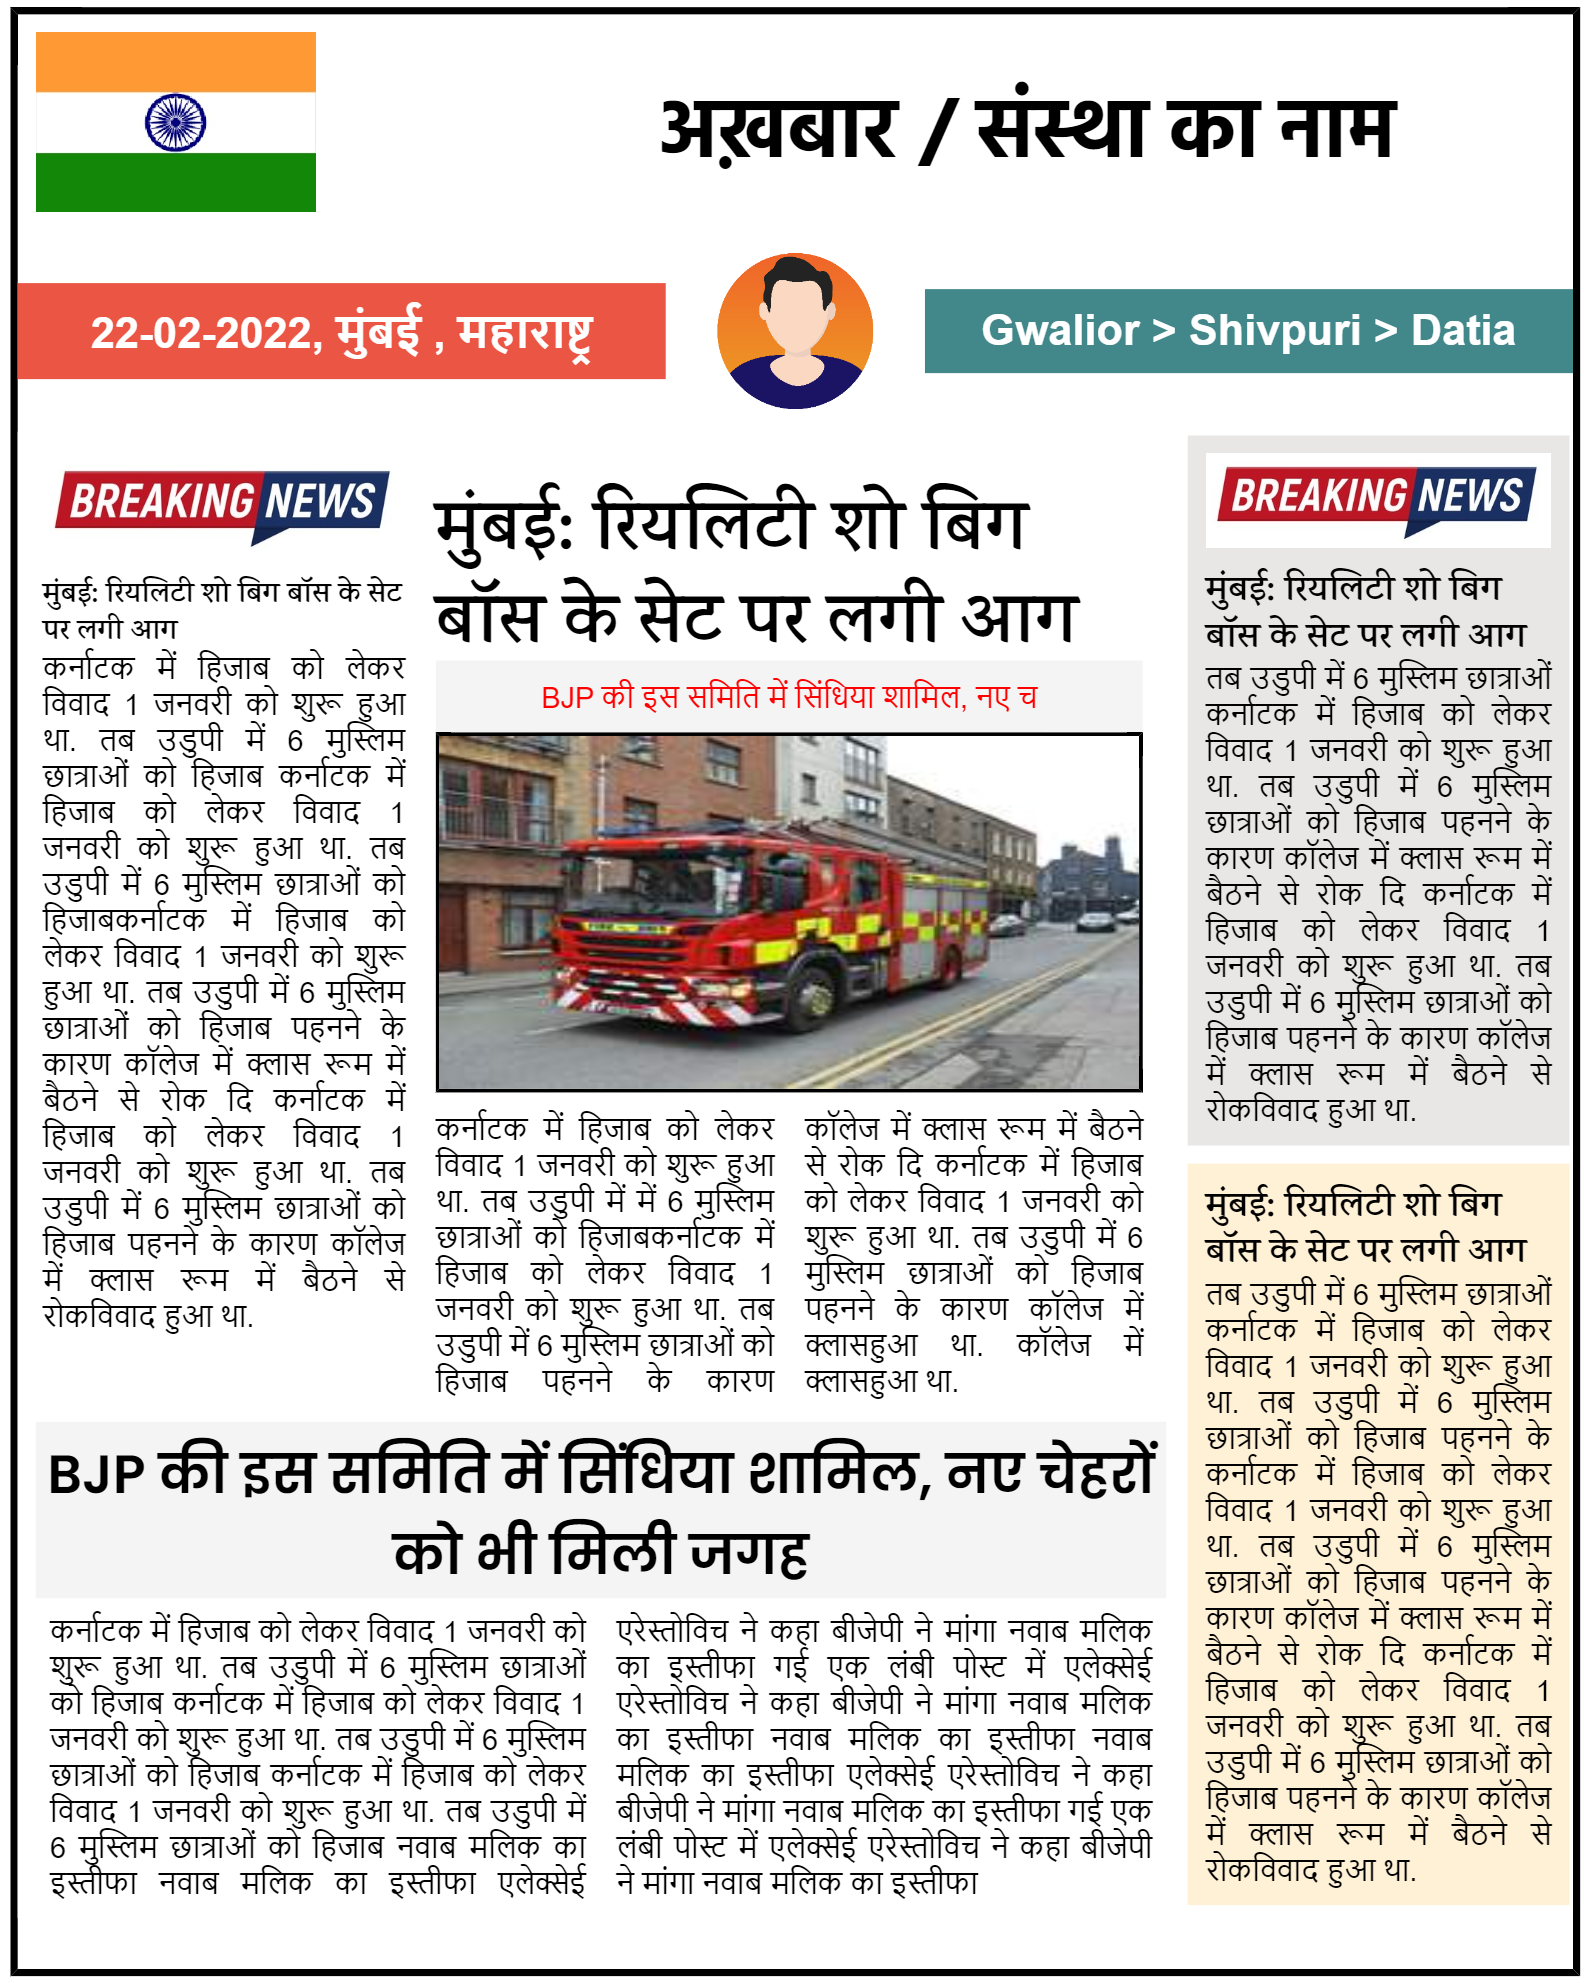 अख़बार / संस्था का नाम
22-02-2022, मुंबई , महाराष्ट्र
Gwalior > Shivpuri > Datia
BREAKING NEWS
मुंबई: रियलिटी शो बिग बॉस के सेट
पर लगी आग
कर्नाटक में हिजाब को लेकर
विवाद 1 जनवरी को शुरू हुआ
था. तब उडुपी में 6 मुस्लिम
छात्राओं को हिजाब कर्नाटक में
हिजाब को लेकर विवाद 1
जनवरी को शुरू हुआ था. तब
उडुपी में 6 मुस्लिम छात्राओं को
हिजाबकर्नाटक में हिजाब को
लेकर विवाद 1 जनवरी को शुरू
हुआ था. तब उडुपी में 6 मुस्लिम
छात्राओं को हिजाब पहनने के
कारण कॉलेज में क्लास रूम में
बैठने से रोक दि कर्नाटक में
हिजाब को लेकर विवाद 1
जनवरी को शुरू हुआ था. तब
उडुपी में 6 मुस्लिम छात्राओं को
हिजाब पहनने के कारण कॉलेज
में क्लास रूम में बैठने से
रोकविवाद हुआ था.
मुंबई: रियलिटी शो बिग
बॉस के सेट पर लगी आग
BJP की इस समिति में सिंधिया शामिल, नए च
कर्नाटक में हिजाब को लेकर
विवाद 1 जनवरी को शुरू हुआ
था. तब उडुपी में में 6 मुस्लिम
छात्राओं को हिजाबकर्नाटक में
हिजाब को लेकर विवाद 1
जनवरी को शुरू हुआ था. तब
उडुपी में 6 मुस्लिम छात्राओं को
हिजाब पहनने के कारण
कॉलेज में क्लास रूम में बैठने
से रोक दि कर्नाटक में हिजाब
को लेकर विवाद 1 जनवरी को
शुरू हुआ था. तब उडुपी में 6
मुस्लिम छात्राओं को हिजाब
पहनने के कारण कॉलेज में
क्लासहुआ था. कॉलेज में
क्लासहुआ था.
BREAKING NEWS
मुंबई: रियलिटी शो बिग
बॉस के सेट पर लगी आग
तब उडुपी में 6 मुस्लिम छात्राओं
कर्नाटक में हिजाब को लेकर
विवाद 1 जनवरी को शुरू हुआ
था. तब उडुपी में 6 मुस्लिम
छात्राओं को हिजाब पहनने के
कारण कॉलेज में क्लास रूम में
बैठने से रोक दि कर्नाटक में
हिजाब को लेकर विवाद 1
जनवरी को शुरू हुआ था. तब
उडुपी में 6 मुस्लिम छात्राओं को
हिजाब पहनने के कारण कॉलेज
में क्लास रूम में बैठने से
रोकविवाद हुआ था.
मुंबई: रियलिटी शो बिग
बॉस के सेट पर लगी आग
तब उडुपी में 6 मुस्लिम छात्राओं
कर्नाटक में हिजाब को लेकर
विवाद 1 जनवरी को शुरू हुआ
था. तब उडुपी में 6 मुस्लिम
छात्राओं को हिजाब पहनने के
कर्नाटक में हिजाब को लेकर
विवाद 1 जनवरी को शुरू हुआ
था. तब उडुपी में 6 मुस्लिम
छात्राओं को हिजाब पहनने के
कारण कॉलेज में क्लास रूम में
बैठने से रोक दि कर्नाटक में
हिजाब को लेकर विवाद 1
जनवरी को शुरू हुआ था. तब
उडुपी में 6 मुस्लिम छात्राओं को
हिजाब पहनने के कारण कॉलेज
में क्लास रूम में बैठने से
रोकविवाद हुआ था.
BJP की इस समिति में सिंधिया शामिल, नए चेहरों
को भी मिली जगह
कर्नाटक में हिजाब को लेकर विवाद 1 जनवरी को
शुरू हुआ था. तब उडुपी में 6 मुस्लिम छात्राओं
को हिजाब कर्नाटक में हिजाब को लेकर विवाद 1
जनवरी को शुरू हुआ था. तब उडुपी में 6 मुस्लिम
छात्राओं को हिजाब कर्नाटक में हिजाब को लेकर
विवाद 1 जनवरी को शुरू हुआ था. तब उडुपी में
6 मुस्लिम छात्राओं को हिजाब नवाब मलिक का
इस्तीफा नवाब मलिक का इस्तीफा एलेक्सेई
एरेस्तोविच ने कहा बीजेपी ने मांगा नवाब मलिक
का इस्तीफा गई एक लंबी पोस्ट में एलेक्सेई
एरेस्तोविच ने कहा बीजेपी ने मांगा नवाब मलिक
का इस्तीफा नवाब मलिक का इस्तीफा नवाब
मलिक का इस्तीफा एलेक्सेई एरेस्तोविच ने कहा
बीजेपी ने मांगा नवाब मलिक का इस्तीफा गई एक
लंबी पोस्ट में एलेक्सेई एरेस्तोविच ने कहा बीजेपी
ने मांगा नवाब मलिक का इस्तीफा